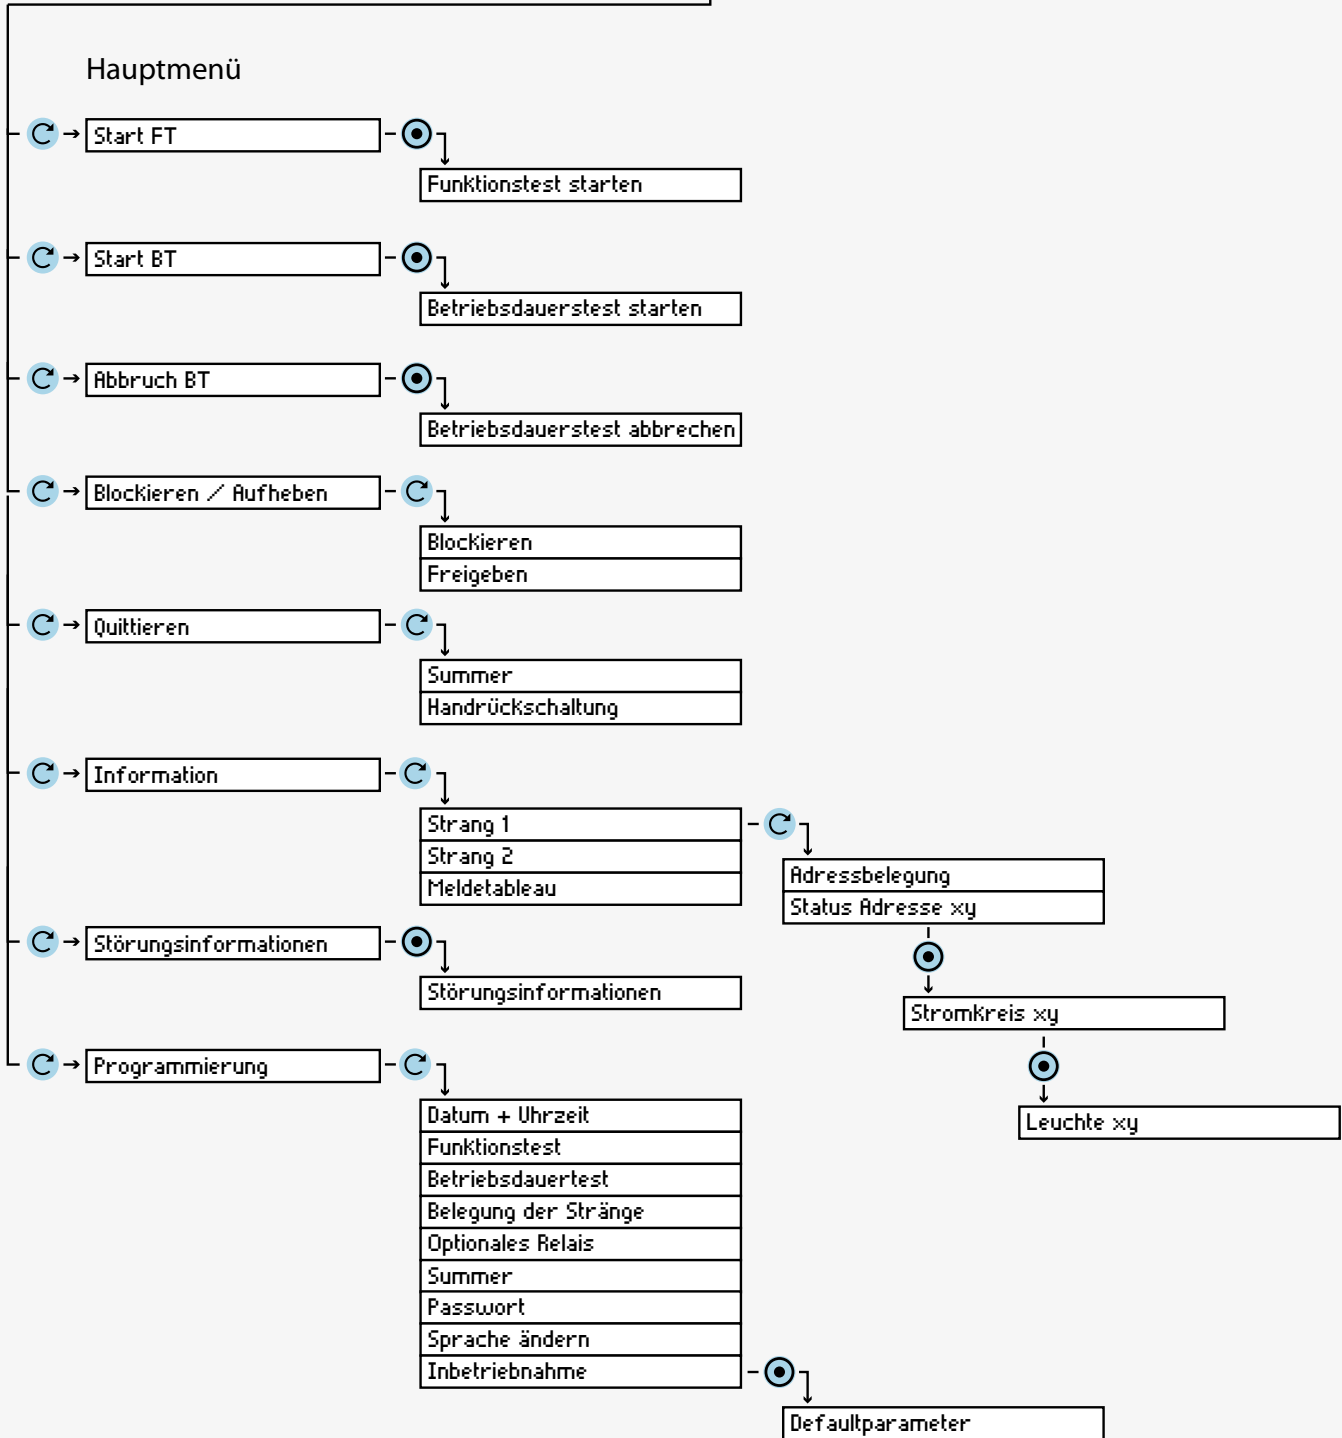 Hauptmenü
Start FT
Funktionstest starten
Start BT
Betriebsdauerstest starten
Abbruch BT
Betriebsdauerstest abbrechen
Blockieren / Aufheben
Blockieren
Freigeben
Quittieren
Summer
Handrückschaltung
Information
Strang 1
Strang 2
Meldetableau
Adressbelegung
Status Adresse xy
Stromkreis xy
Leuchte xy
Störungsinformationen
Störungsinformationen
Programmierung
Datum + Uhrzeit
Funktionstest
Betriebsdauertest
Belegung der Stränge
Optionales Relais
Summer
Passwort
Sprache ändern
Inbetriebnahme
Defaultparameter